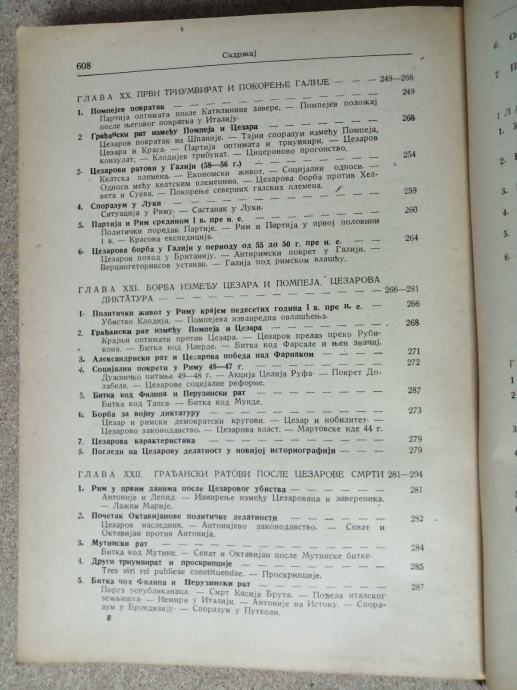 608
Садржај
ГЛАВА XX. ПРВИ ТРИУМВИРАТ И ПОКОРЕЊЕ ГАЛИЈЕ — — — — 249—266
1. Помпејев повратак — — — — — — — — — — — — 249
Партија оптимата после Катилинине завере. — Помпејев положај
после његовог повратка у Италију.
2 Грађански рат између Помпеја и Цезара — — — — — — — 268
Цезаров повратак из Шпаније. — Тајни споразум између Помпеја,
Цезара и Краса. — Партија оптимата и триумвири. — Цезаров
конзулат. — Клодијев трибунат. — Цицероново прогонство.
3. Цезарови ратови у Галији (58—56 г.) — — — — — — — — 254
Келтска племена. — Економски живот. — Социјални односи. —
Односи међу келтским племенима. — Цезарова борба против Хел-
вета и Суева. — Покорење северних галских племена.
4. Споразум у Луки — — — — — — — — — — — — — 259
Ситуација у Риму. — Састанак у Луки.
5. Партија и Рим средином I в. пре н. е. — — — — — — — 260
Политички поредак Партије. — Рим и Партија у првој половини
I в. — Красова експедиција.
6. Цезарова борба у Галији у периоду од 55 до 50 г. пре н. е. — — 264
Цезаров поход у Британију. — Антиримски покрет у Галији. —
Верцингеториксов устанак. — Галија под римском влашћу.
ГЛАВА XXI. БОРБА ИЗМЕЂУ ЦЕЗАРА И ПОМПЕЈА. ЦЕЗАРОВА
ДИКТАТУРА — — — — — — — — — — — — — — 266—281
1. Политички живот у Риму крајем педесетих година I в. пре н. е. — 266
Убиство Клодија. — Помпејева изванредна овлашћења.
2. Грађански рат између Помпеја и Цезара — — — — — — — 268
Крајњи оптимати против Цезара. — Цезаров прелаз преко Руби-
кона. — Битка код Илерде. — Битка код Фарсале и њен значај.
3. Александриски рат и Цезарова победа над Фарнаком — — — — 271
4. Социјални покрети у Риму 48—47 г. — — — — — — — — 272
Дужничко питање 49—48 г. — Акција Целија Руфа. — Покрет До-
лабеле. — Цезарове социјалне реформе.
5. Битка код Филипа и Перузински рат — — — — — — — — 287
Битка код Тапса. — Битка код Мунде.
6. Борба за војну диктатуру — — — — — — — — — — — 273
Цезар и римски демократски кругови. — Цезар и нобилитет. —
Цезарово законодавство. — Цезарова власт. — Мартовске иде 44 г.
7. Цезарова карактеристика — — — — — — — — — — — 279
8. Погледи на Цезарову делатност у новијој историографији — — — 279
ГЛАВА XXII. ГРАЂАНСКИ РАТОВИ ПОСЛЕ ЦЕЗАРОВЕ СМРТИ 281—294
1. Рим у првим данима после Цезаровог убиства — — — — — — 281
Антоније и Лепид. — Измирење између Цезароваца и завереника.
— Лажни Марије.
2. Почетак Октавијанове политичке делатности — — — — — — 282
Цезаров наследник. — Антонијево законодавство. — Сенат и
Октавијан против Антонија.
3. Мутински рат — — — — — — — — — — — — — — 284
Битка код Мутине. — Сенат и Октавијан после Мутинске битке.
4. Други триумвират и проскрипције — — — — — — — — — 285
Tres viri rei publicae constituendae. — Проскрипције.
5. Битка код Филипа и Перузински рат — — — — — — — — 287
Пораз републиканаца. — Смрт Касија Брута. — Подела италског
земљишта. — Немири у Италији. — Антоније на Истоку. — Спора-
зум у Брундизију. — Споразум у Путеоли.